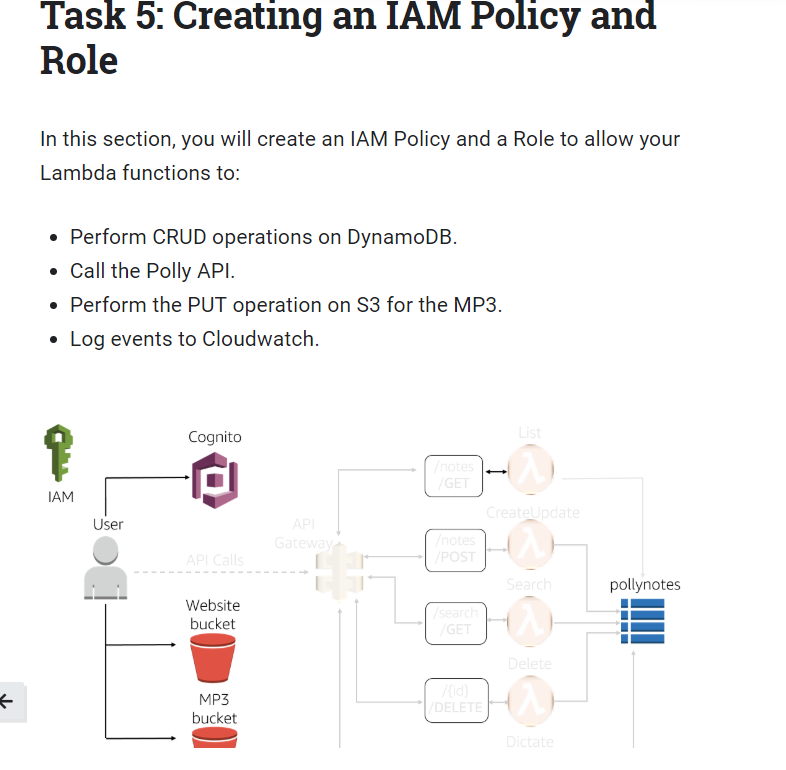 Task 5: Creating an IAM Policy and
Role
In this section, you will create an IAM Policy and a Role to allow your
Lambda functions to:
Perform CRUD operations on DynamoDB.
Call the Polly API.
Perform the PUT operation on S3 for the MP3.
Log events to Cloudwatch.
IAM
Cognito
User
API Calls
API
Gateway
Website
bucket
MP3
bucket
List
/notes
/GET
CreateUpdate
/notes
/POST
Search
/search
/GET
Delete
/{id}
/DELETE
Dictate
pollynotes